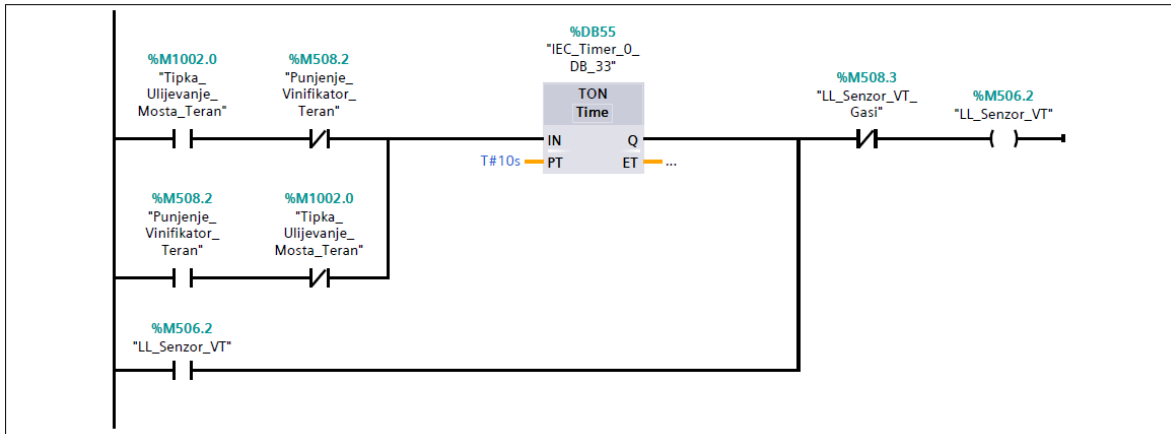 %DB55
"IEC_Timer_0_
DB_33"
%M1002.0
"Tipka_
Ulijevanje_
Mosta_Teran"
%M508.2
"Punjenje_
Vinifikator_
Teran"
TON
Time
IN
Q
T#10s
PT
ET
...
%M508.3
"LL_Senzor_VT_
Gasi"
%M506.2
"LL_Senzor_VT"
%M508.2
"Punjenje_
Vinifikator_
Teran"
%M1002.0
"Tipka_
Ulijevanje_
Mosta_Teran"
%M506.2
"LL_Senzor_VT"